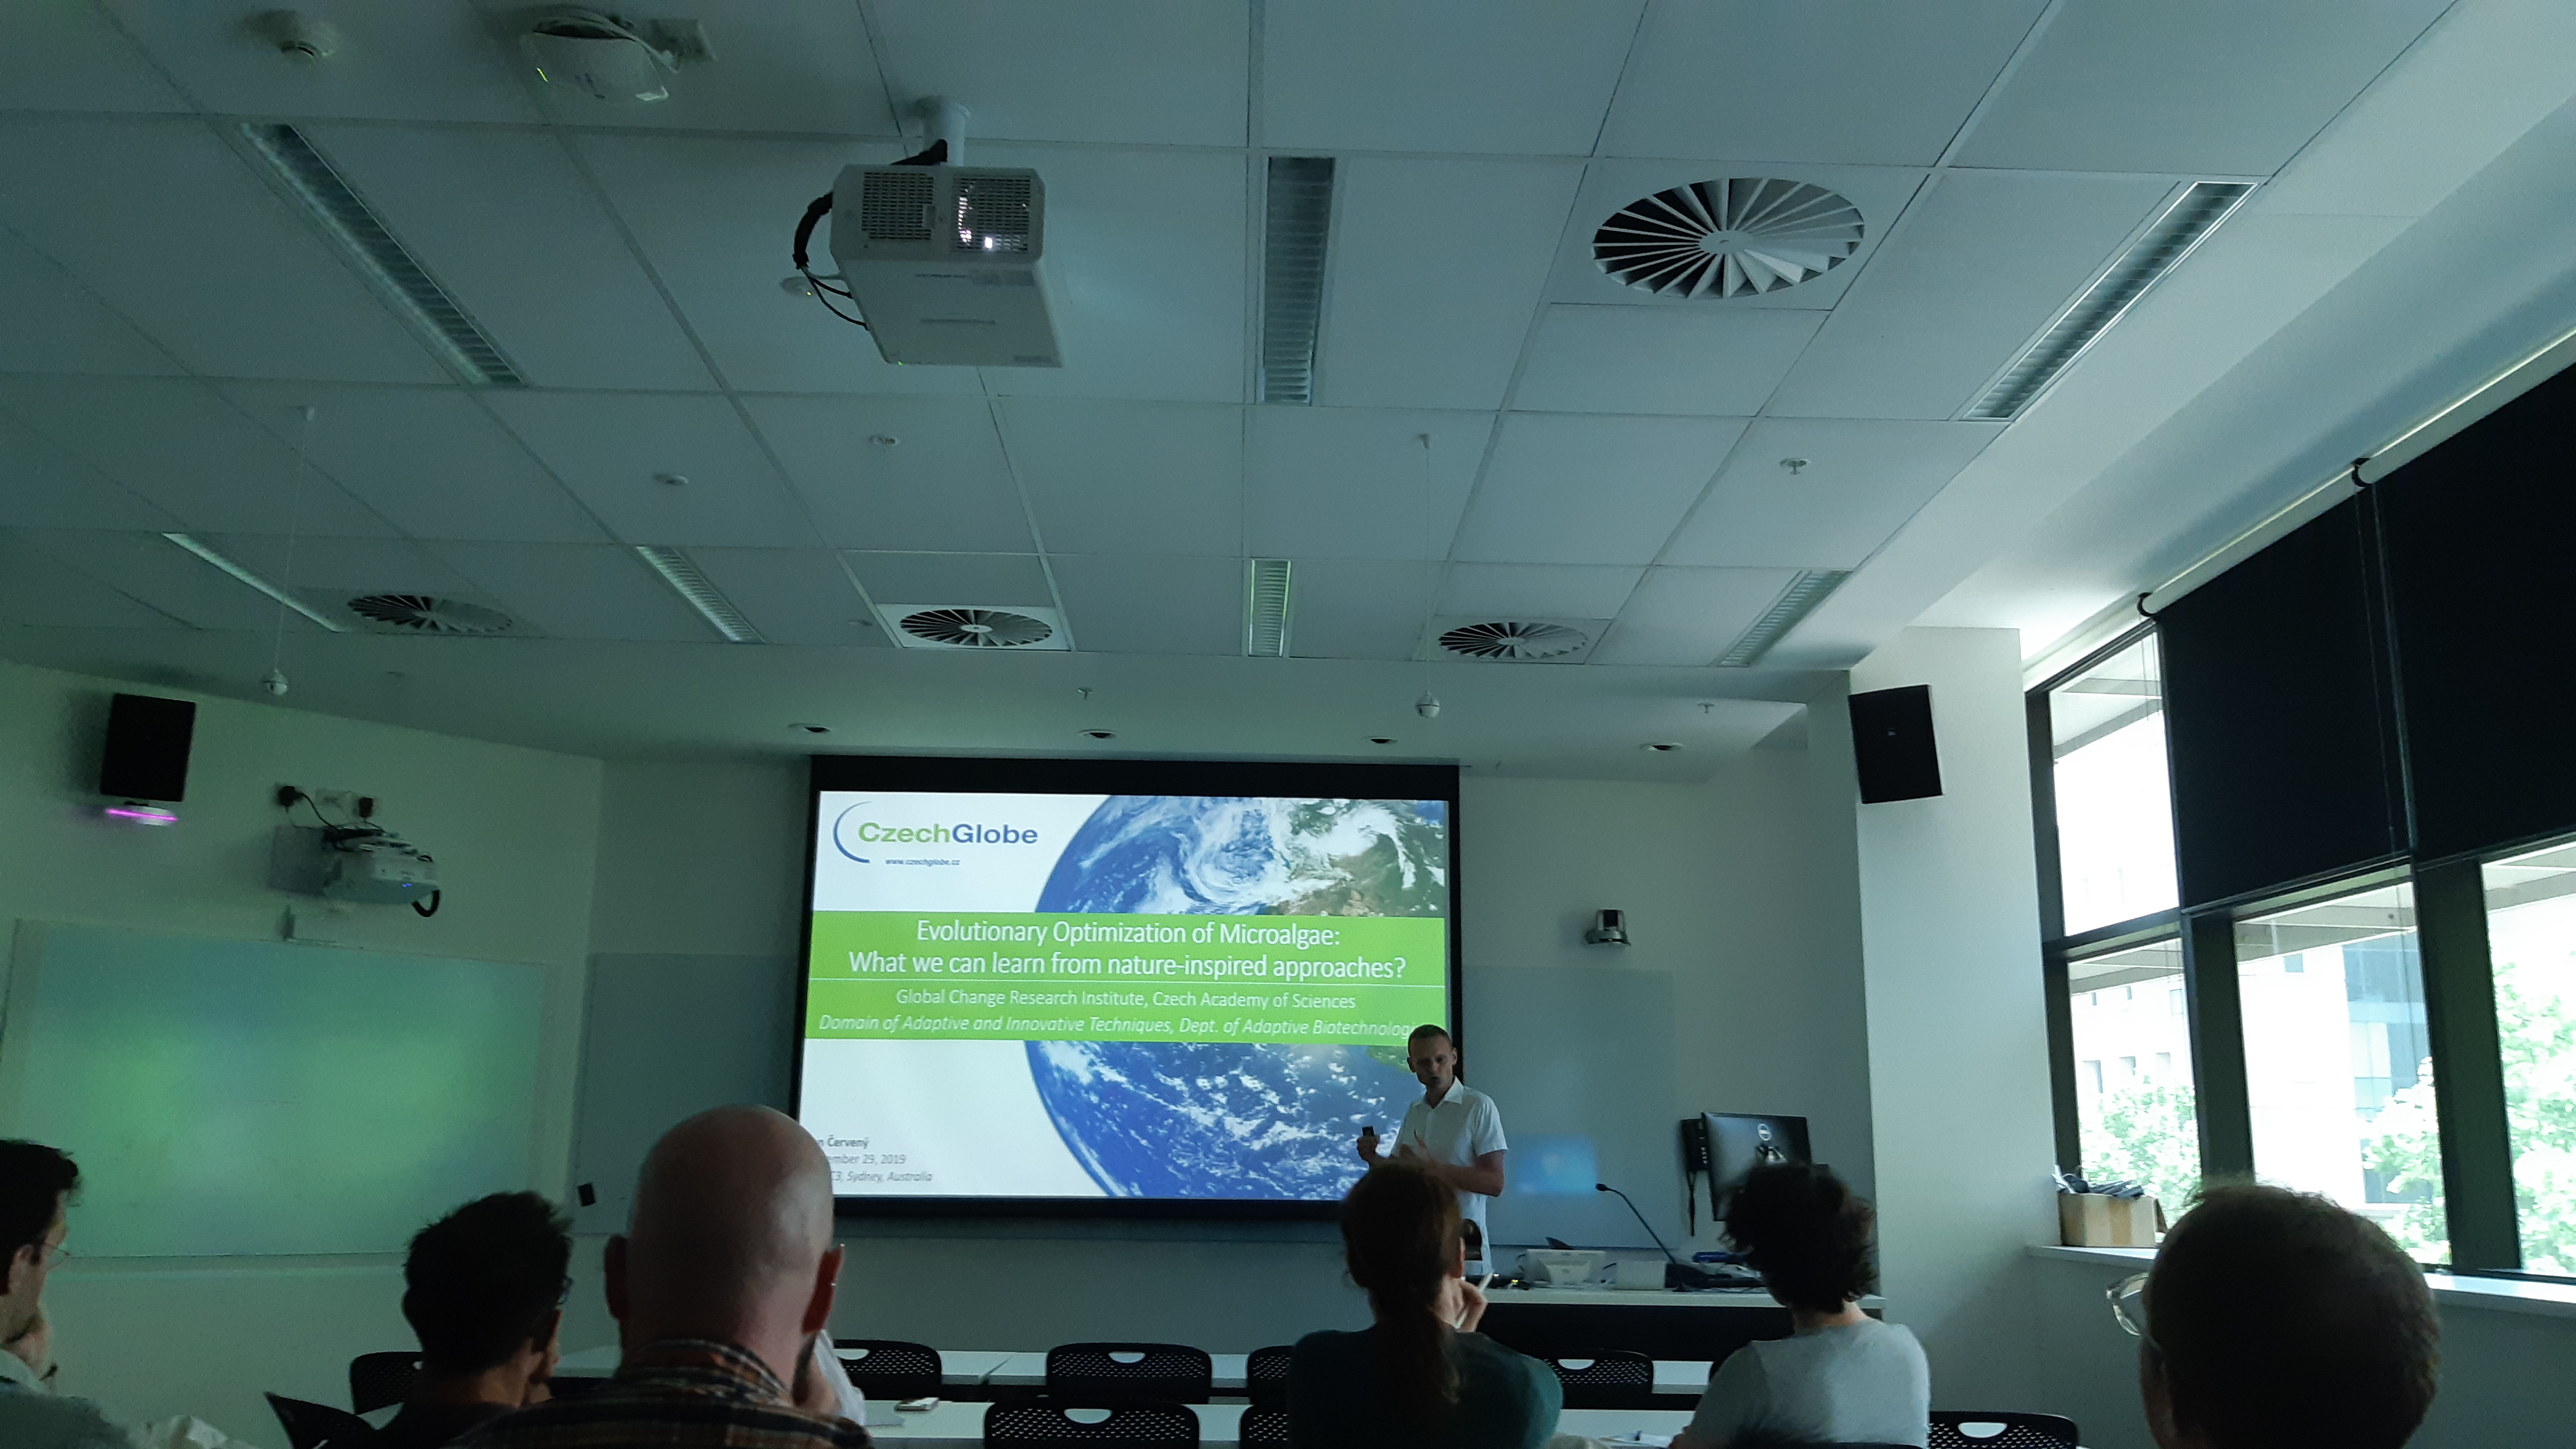 CzechGlobe
www.czechglobe.cz
Evolutionary Optimization of Microalgae:
What we can learn from nature-inspired approaches?
Global Change Research Institute, Czech Academy of Sciences
Domain of Adaptive and Innovative Techniques, Dept. of Adaptive Biotechnolog
n Červený
ember 29, 2019
C3, Sydney, Australia